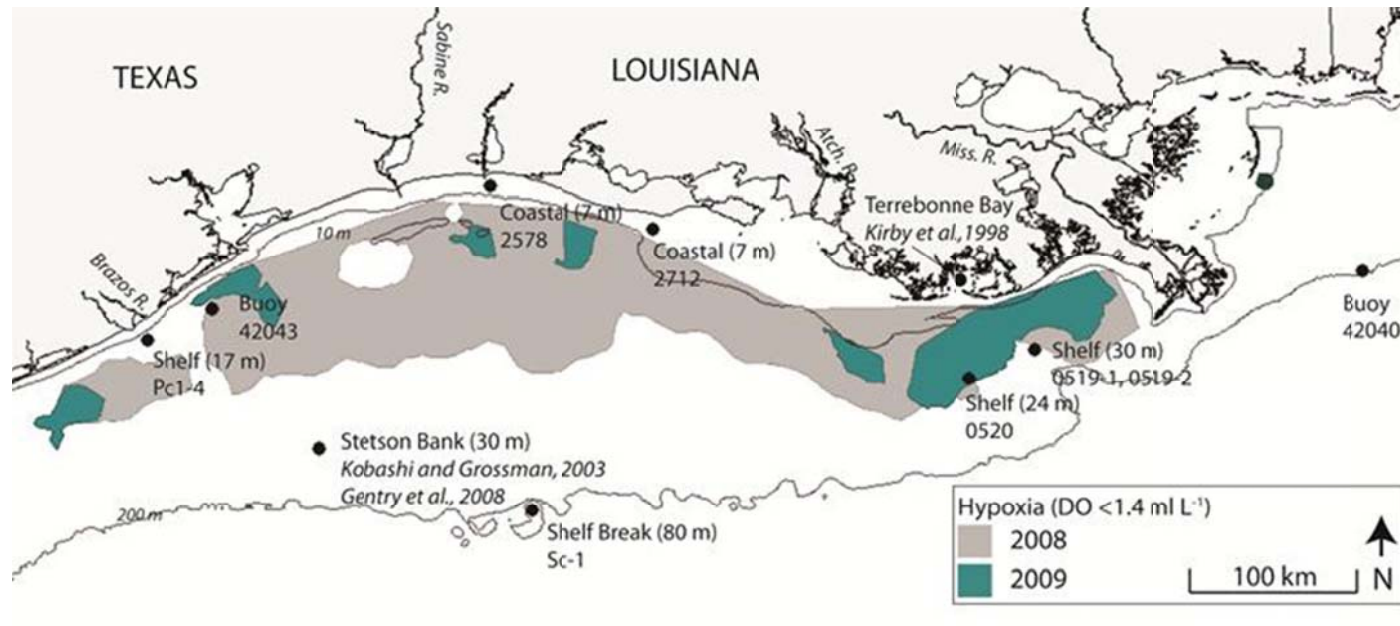 TEXAS
LOUISIANA
Sabine R.
Atch. R.
Miss. R.
Terrebonne Bay
Kirby et al., 1998
Coastal (7 m)
2578
10 m
Coastal (7 m)
2712
Brazos R.
Buoy
42043
Buoy
42040
Shelf (17 m)
Pc1-4
Shelf (30 m)
0519-1, 0519-2
Shelf (24 m)
0520
Stetson Bank (30 m)
Kobashi and Grossman, 2003
Gentry et al., 2008
200 m
Shelf Break (80 m)
Sc-1
Hypoxia (DO <1.4 ml L⁻¹)
2008
2009
100 km
N